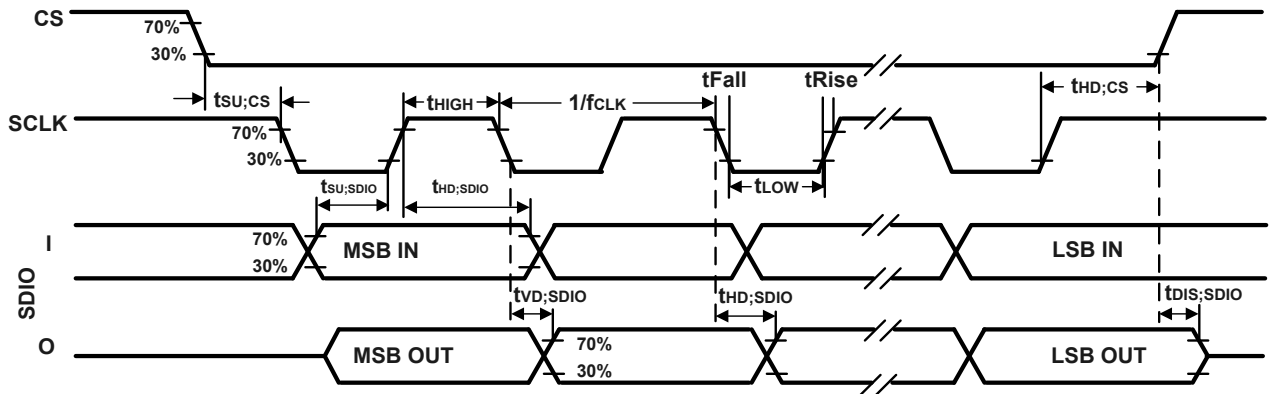 CS
70%
30%
tSU;CS
tHIGH
1/fCLK
tFall
tRise
tHD;CS
SCLK
70%
30%
tSU;SDIO
tHD;SDIO
tLOW
SDIO
I
70%
30%
MSB IN
LSB IN
tVD;SDIO
tHD;SDIO
tDIS;SDIO
O
MSB OUT
70%
30%
LSB OUT